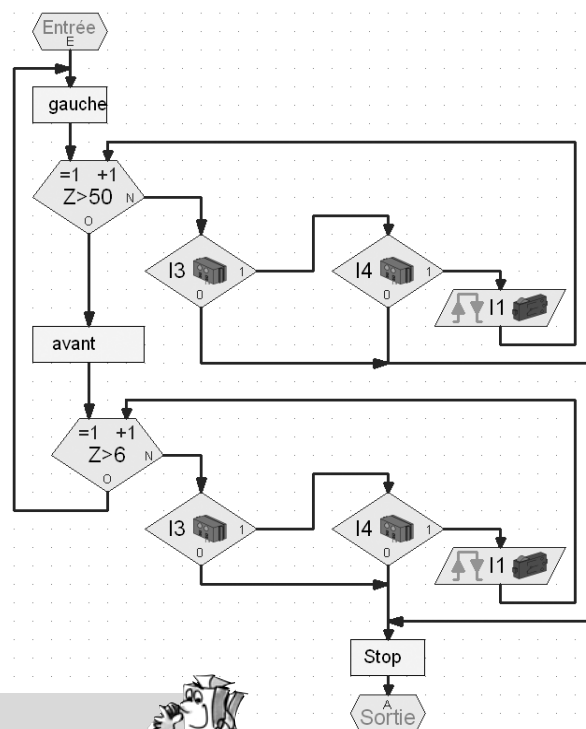 Entrée
E
gauche
=1 +1
Z>50
N
O
I3
1
0
I4
1
0
I1
avant
=1 +1
Z>6
N
O
I3
1
0
I4
1
0
I1
Stop
A
Sortie